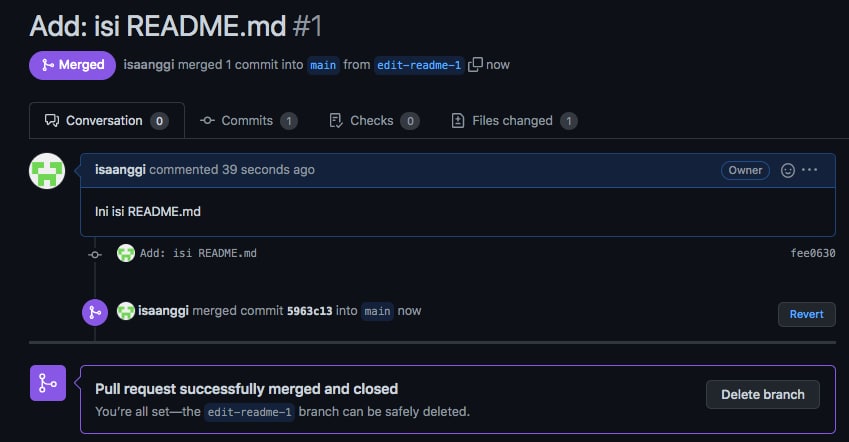 Add: isi README.md #1
Merged isaanggi merged 1 commit into main from edit-readme-1 now
Conversation 0 Commits 1 Checks 0 Files changed 1
isaanggi commented 39 seconds ago Owner
Ini isi README.md
Add: isi README.md fee0630
isaanggi merged commit 5963c13 into main now Revert
Pull request successfully merged and closed
You're all set—the edit-readme-1 branch can be safely deleted.
Delete branch